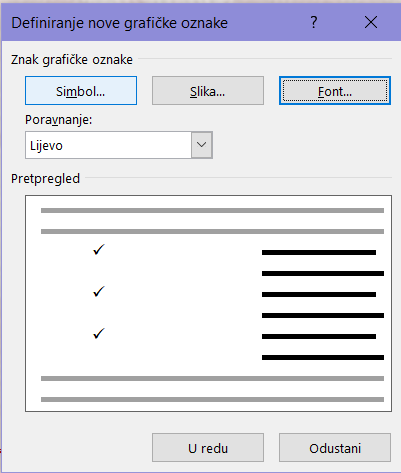 Definiranje nove grafičke oznake ? ✕
Znak grafičke oznake
Simbol... Slika... Font...
Poravnanje:
Lijevo
Pretpregled
✓
✓
✓
U redu Odustani